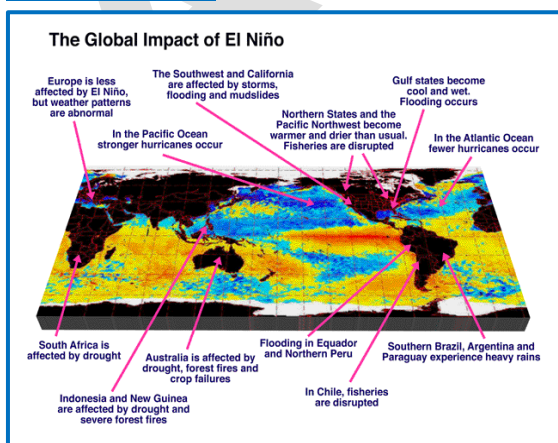 The Global Impact of El Niño
Europe is less
affected by El Niño,
but weather patterns
are abnormal
The Southwest and California
are affected by storms,
flooding and mudslides
Gulf states become
cool and wet.
Flooding occurs
Northern States and the
Pacific Northwest become
warmer and drier than usual.
Fisheries are disrupted
In the Pacific Ocean
stronger hurricanes occur
In the Atlantic Ocean
fewer hurricanes occur
South Africa is
affected by drought
Australia is affected by
drought, forest fires and
crop failures
Flooding in Equador
and Northern Peru
Southern Brazil, Argentina and
Paraguay experience heavy rains
Indonesia and New Guinea
are affected by drought and
severe forest fires
In Chile, fisheries
are disrupted